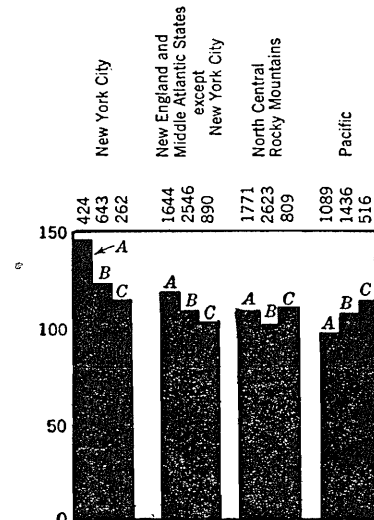 New York City
New England and
Middle Atlantic States
except
New York City
North Central
Rocky Mountains
Pacific
424
643
262
1644
2546
890
1771
2623
809
1089
1436
516
150
100
50
0
A
B
C
A
B
C
A
B
C
A
B
C